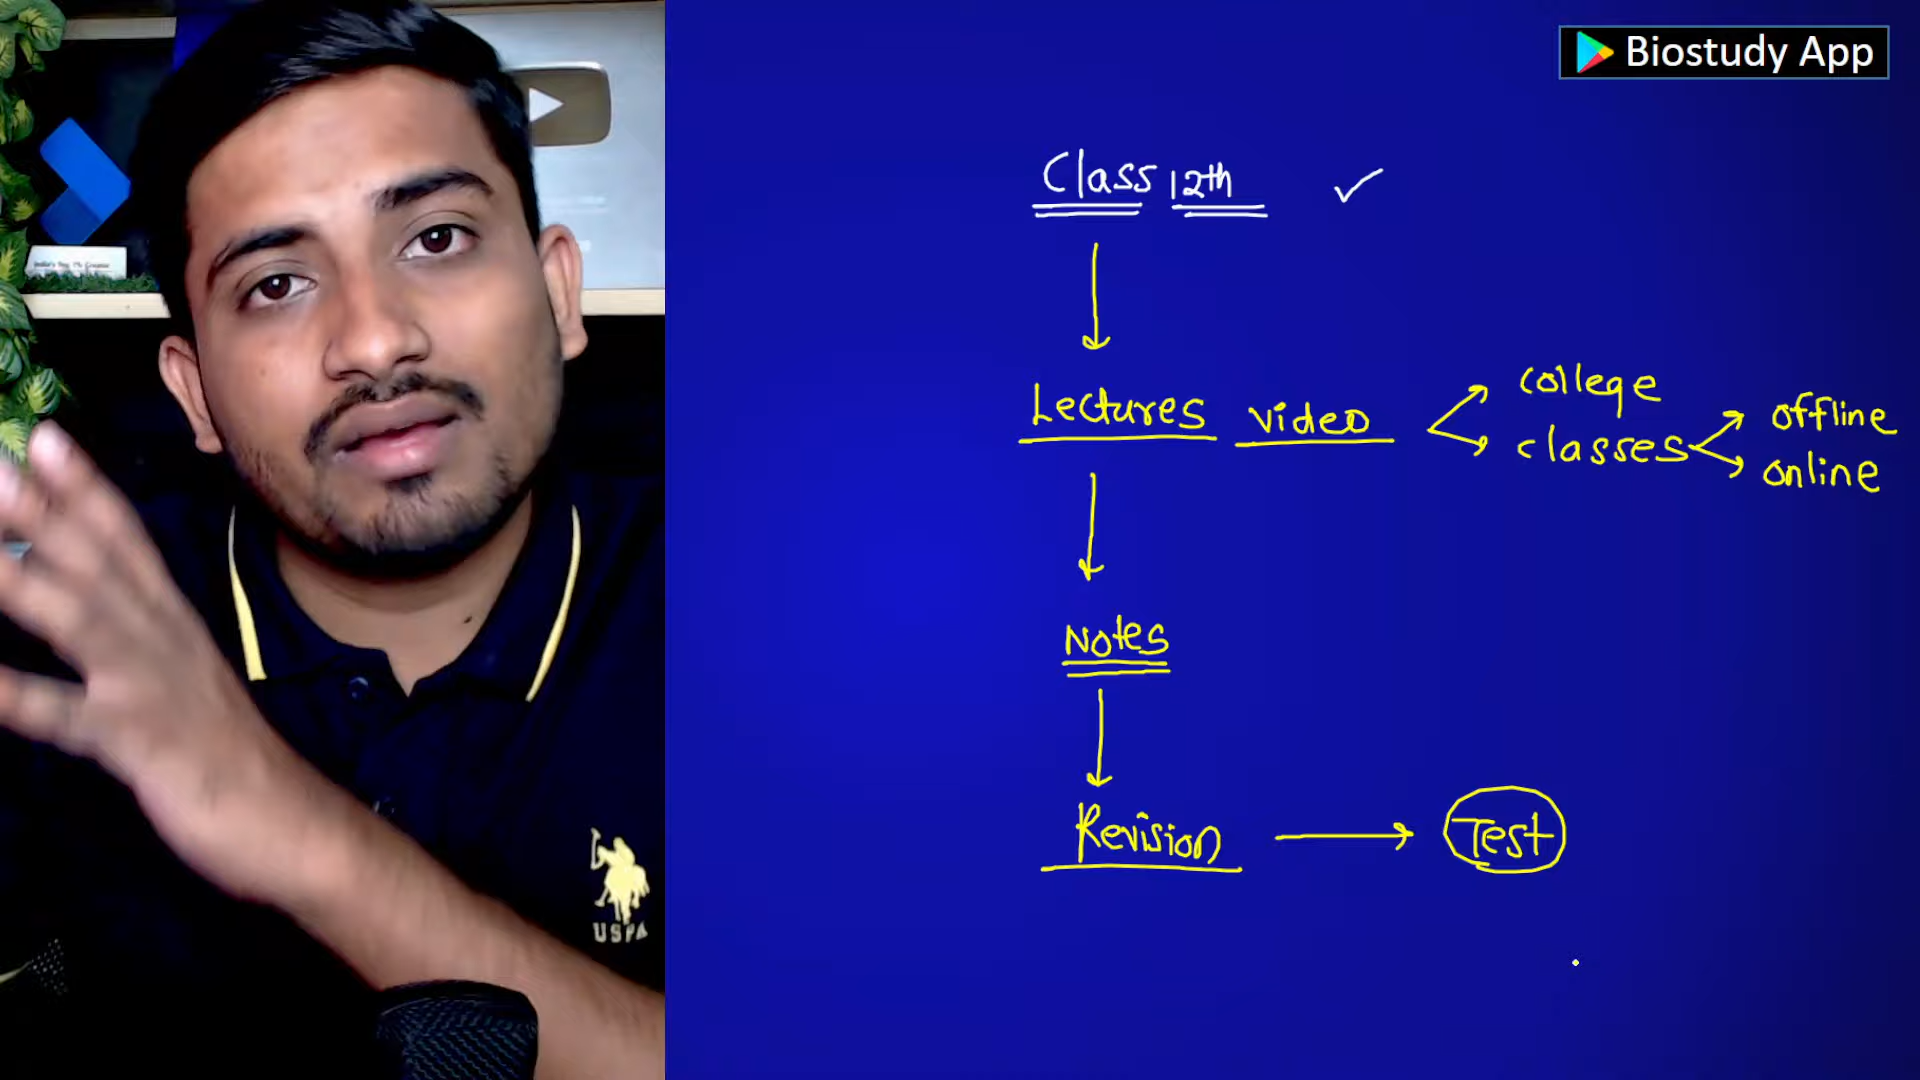 Biostudy App
Class 12th
Lectures video
college
classes
offline
online
Notes
Revision
Test
USPA